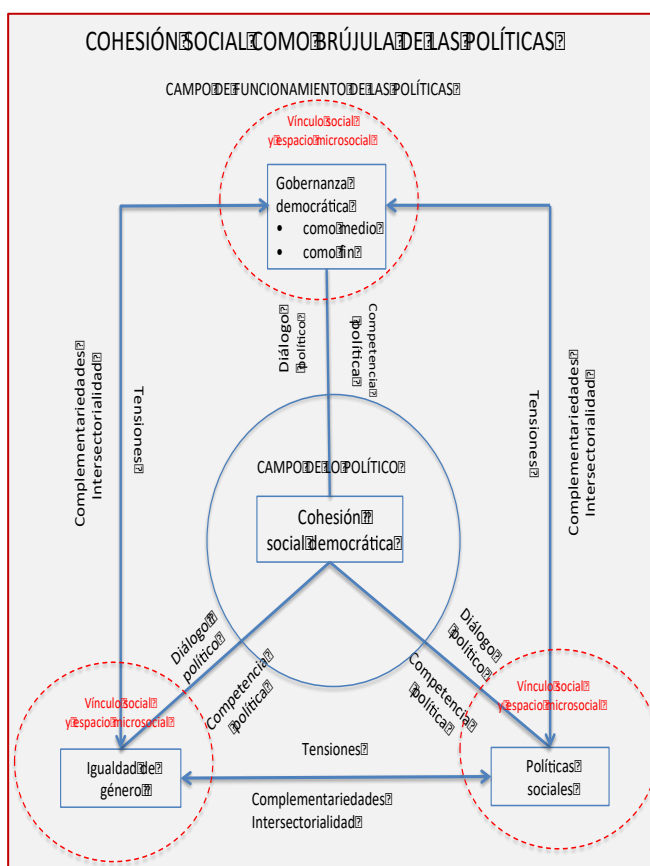 COHESIÓN SOCIAL COMO BRÚJULA DE LAS POLÍTICAS
CAMPO DE FUNCIONAMIENTO DE LAS POLÍTICAS
Vínculo social
y espacio microsocial
Gobernanza
democrática
• como medio
• como fin
Diálogo
político
Competencia
política
Complementariedades
Intersectorialidad
Tensiones
Tensiones
Complementariedades
Intersectorialidad
CAMPO DE LO POLÍTICO
Cohesión
social democrática
Diálogo
político
Competencia
política
Diálogo
político
Competencia
política
Vínculo social
y espacio microsocial
Igualdad de
género
Vínculo social
y espacio microsocial
Políticas
sociales
Tensiones
Complementariedades
Intersectorialidad